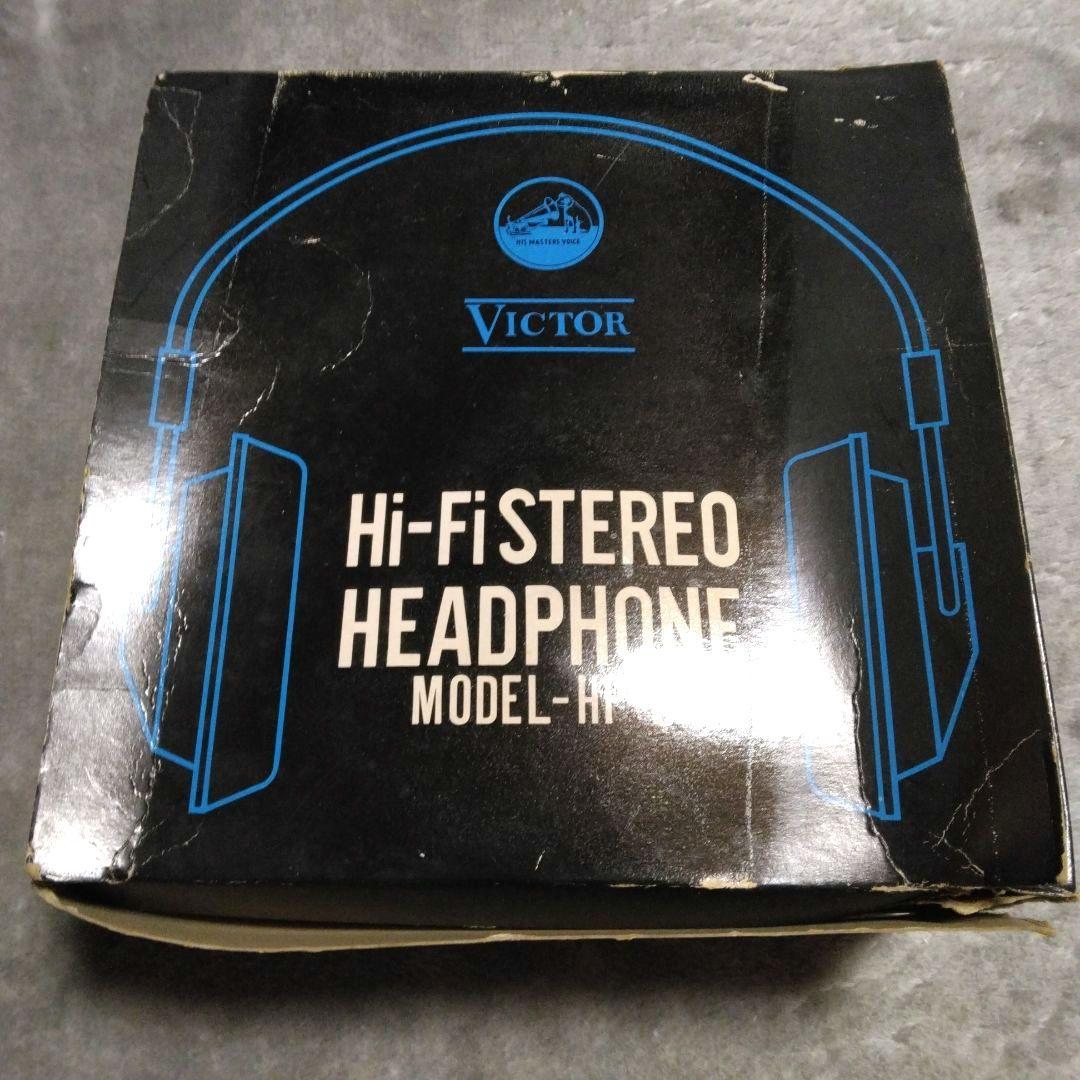 HIS MASTERS VOICE
VICTOR
Hi-Fi STEREO
HEADPHONE
MODEL-